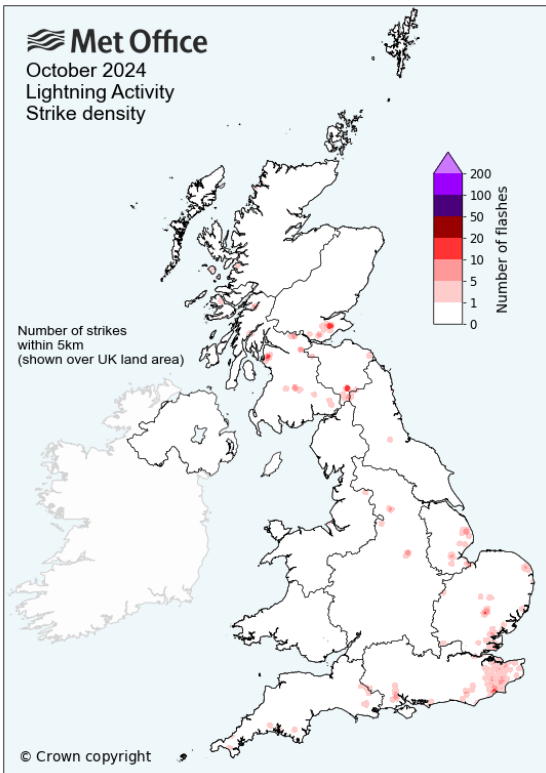 Met Office
October 2024
Lightning Activity
Strike density
200
100
50
20
10
5
1
0
Number of flashes
Number of strikes
within 5km
(shown over UK land area)
© Crown copyright